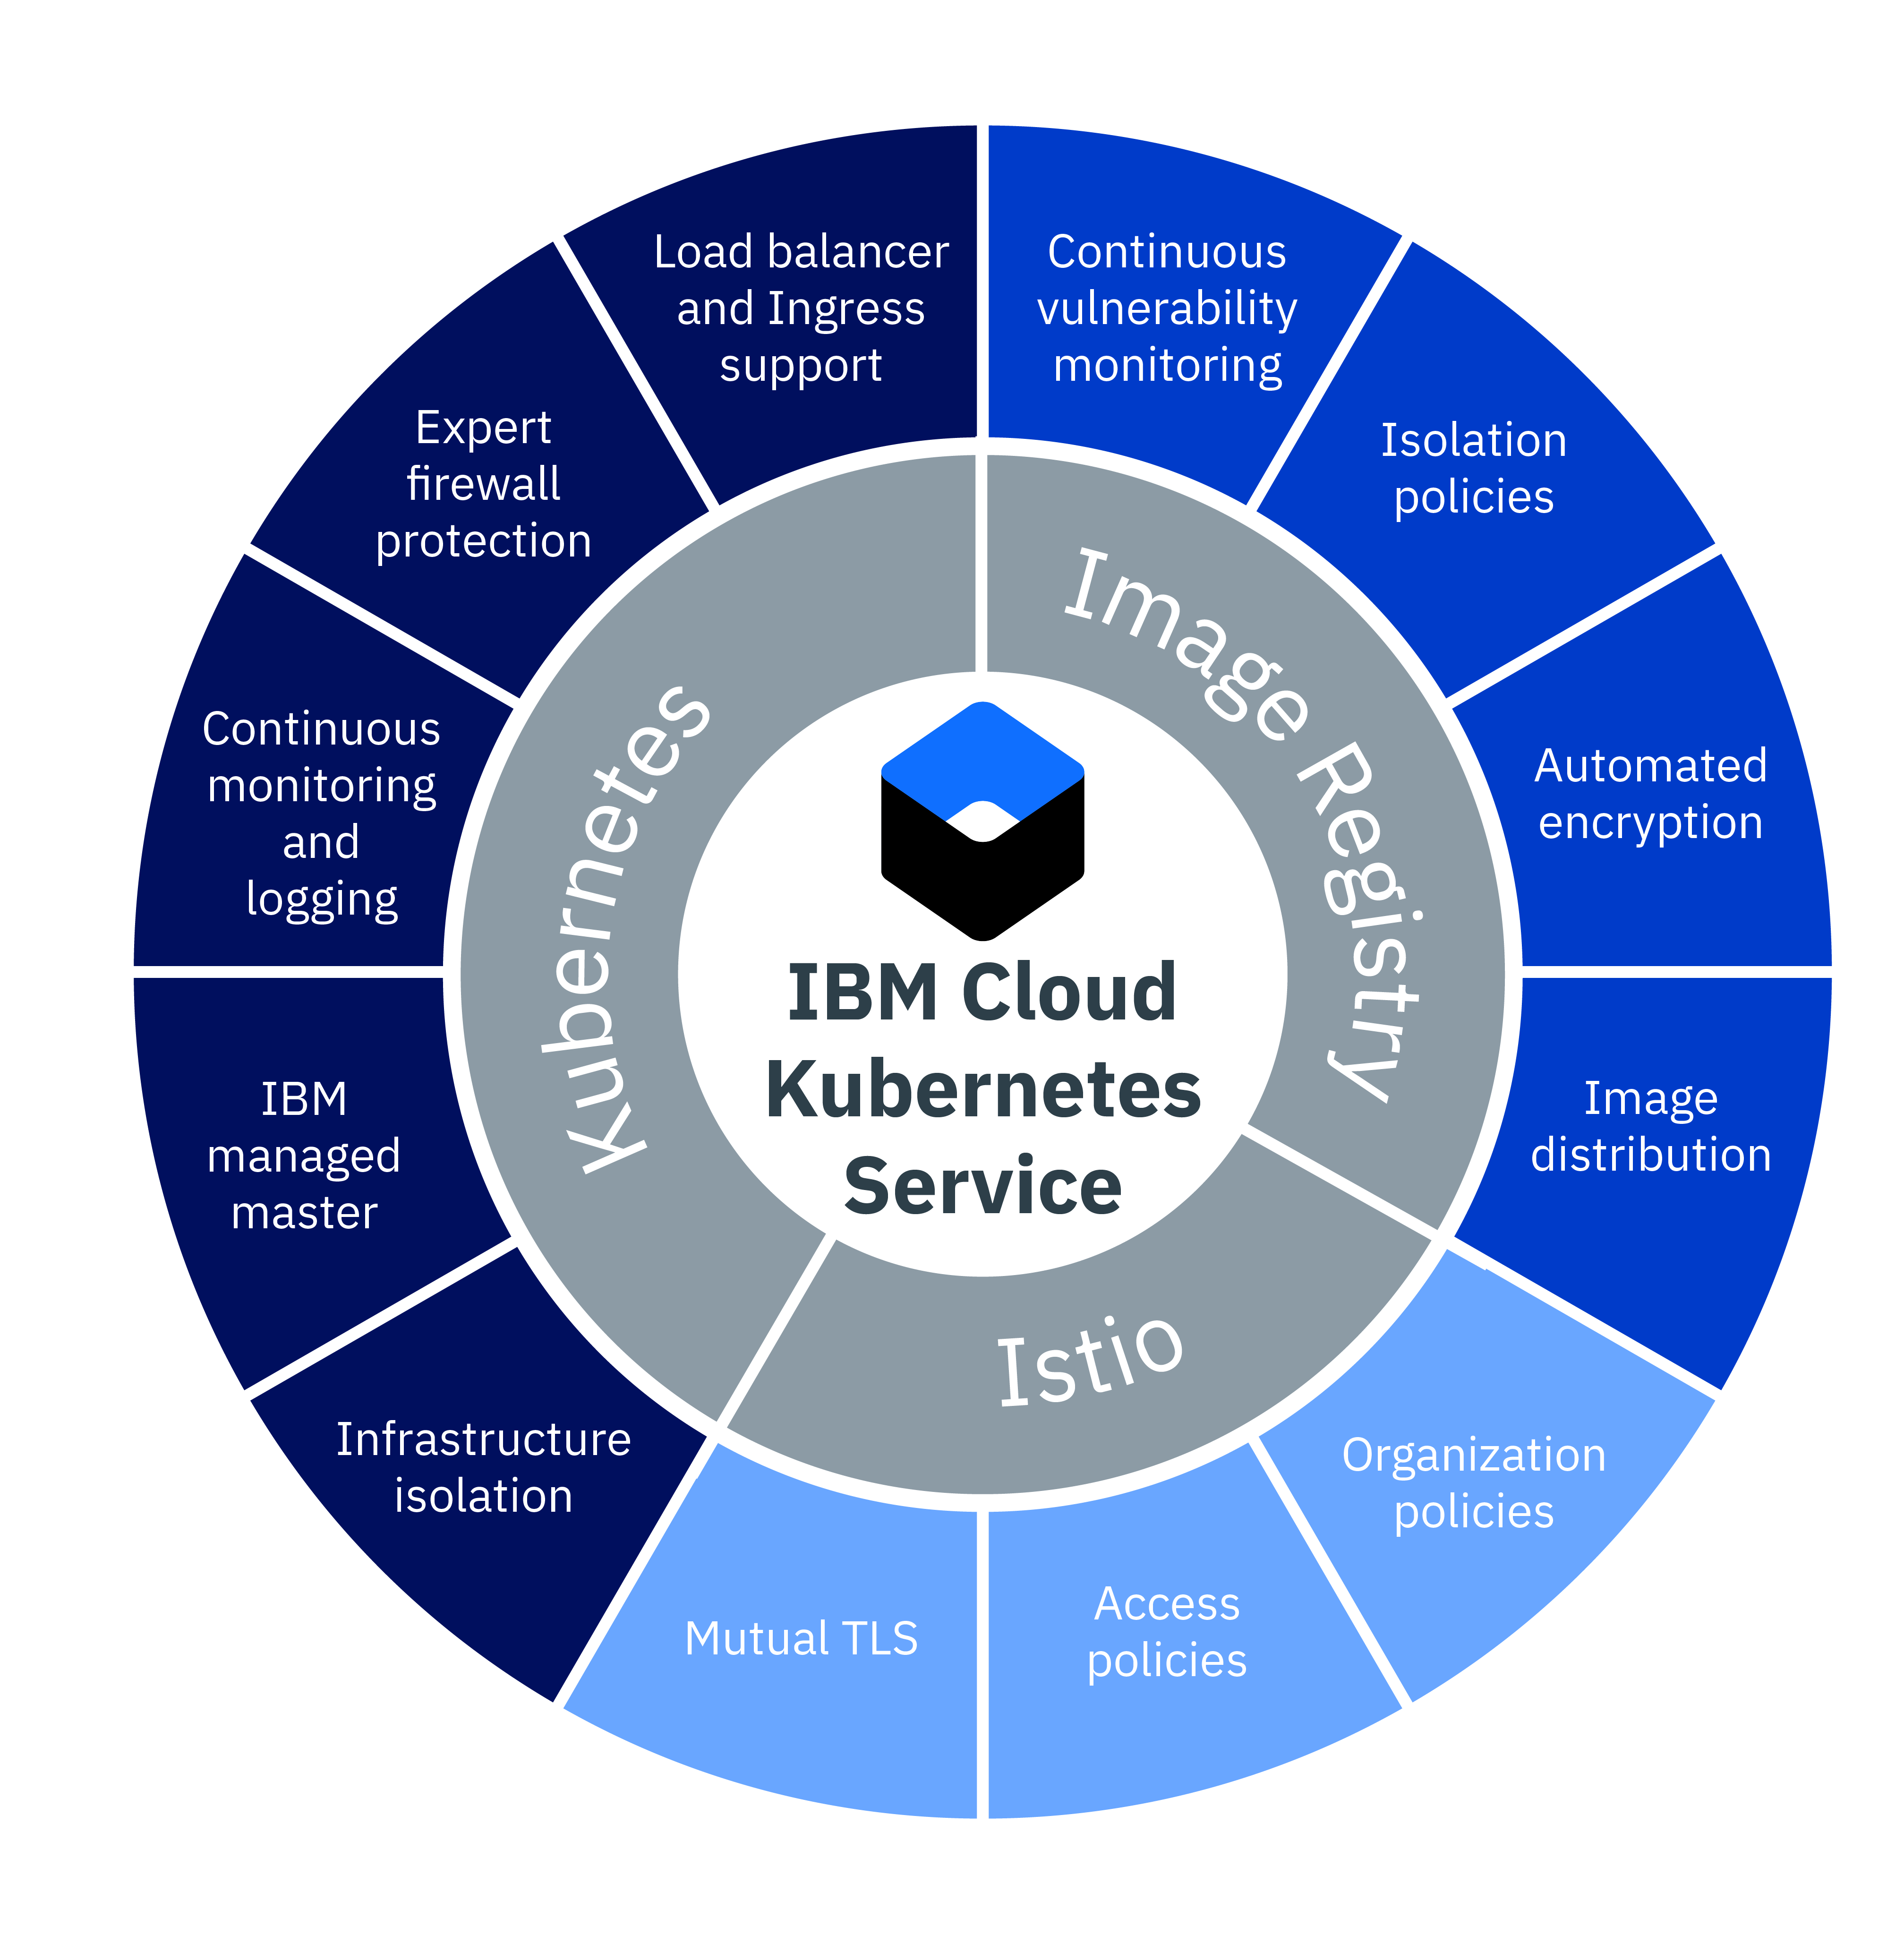 Load balancer
and Ingress
support
Continuous
vulnerability
monitoring
Isolation
policies
Automated
encryption
Image
distribution
Organization
policies
Access
policies
Mutual TLS
Infrastructure
isolation
IBM
managed
master
Continuous
monitoring
and
logging
Expert
firewall
protection
Kubernetes
Image Registry
Istio
IBM Cloud
Kubernetes
Service